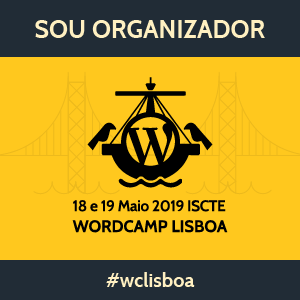 SOU ORGANIZADOR
W
18 e 19 Maio 2019 ISCTE
WORDCAMP LISBOA
#wclisboa